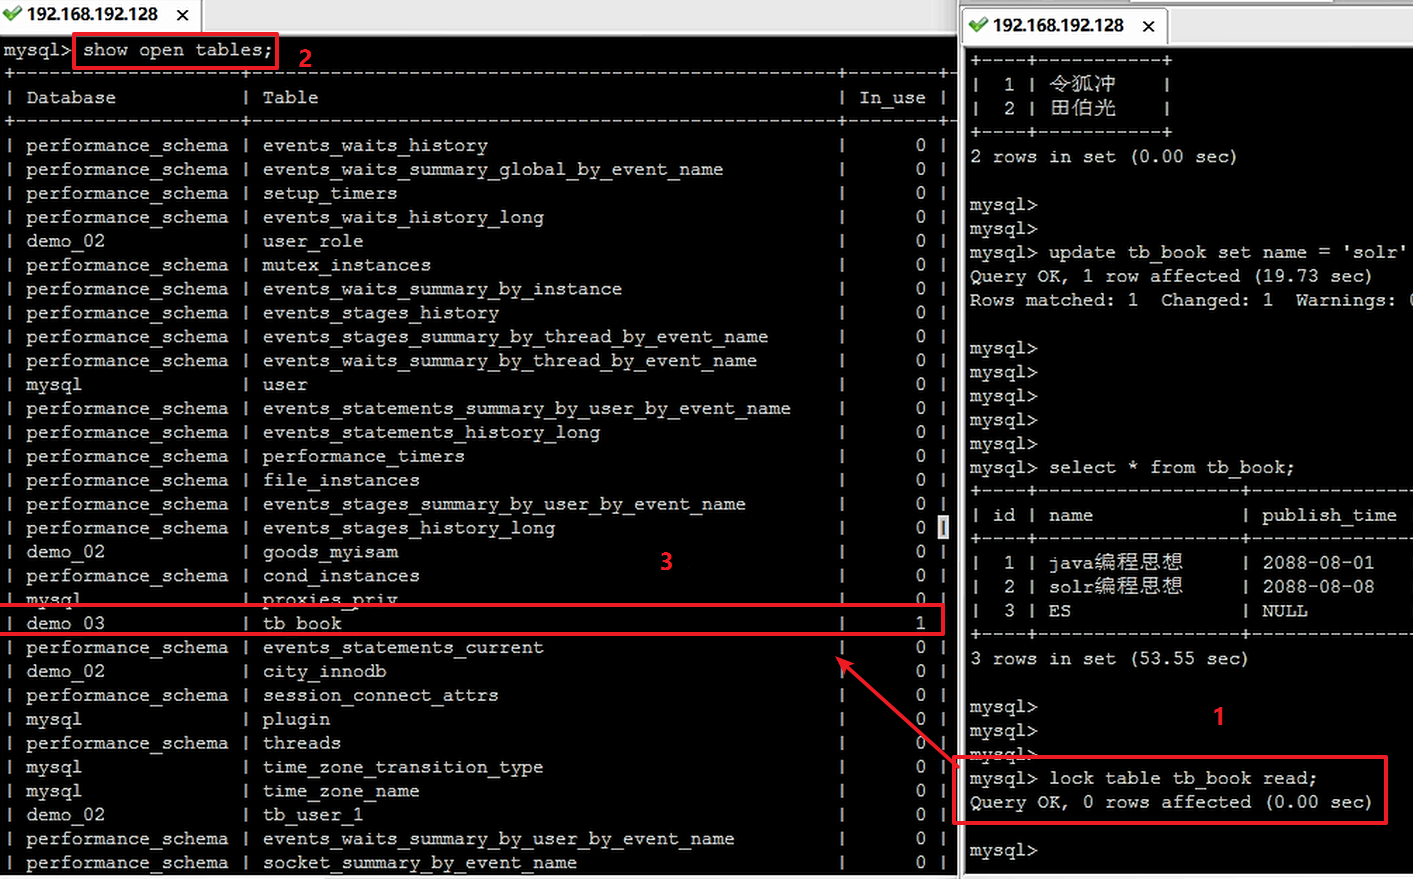 192.168.192.128 ×
mysql> show open tables;
2
| Database | Table | In_use |
| performance_schema | events_waits_history | 0 |
| performance_schema | events_waits_summary_global_by_event_name | 0 |
| performance_schema | setup_timers | 0 |
| performance_schema | events_waits_history_long | 0 |
| demo_02 | user_role | 0 |
| performance_schema | mutex_instances | 0 |
| performance_schema | events_waits_summary_by_instance | 0 |
| performance_schema | events_stages_history | 0 |
| performance_schema | events_stages_summary_by_thread_by_event_name | 0 |
| performance_schema | events_waits_summary_by_thread_by_event_name | 0 |
| mysql | user | 0 |
| performance_schema | events_statements_summary_by_user_by_event_name | 0 |
| performance_schema | events_statements_history_long | 0 |
| performance_schema | performance_timers | 0 |
| performance_schema | file_instances | 0 |
| performance_schema | events_stages_summary_by_user_by_event_name | 0 |
| performance_schema | events_stages_history_long | 0 |
| demo_02 | goods_myisam | 0 |
3
| performance_schema | cond_instances | 0 |
| mysql | proxies_priv | 0 |
| demo_03 | tb_book | 1 |
| performance_schema | events_statements_current | 0 |
| demo_02 | city_innodb | 0 |
| performance_schema | session_connect_attrs | 0 |
| mysql | plugin | 0 |
| performance_schema | threads | 0 |
| mysql | time_zone_transition_type | 0 |
| mysql | time_zone_name | 0 |
| demo_02 | tb_user_1 | 0 |
| performance_schema | events_waits_summary_by_user_by_event_name | 0 |
| performance_schema | socket_summary_by_event_name | 0 |
192.168.192.128 ×
| 1 | 令狐冲 |
| 2 | 田伯光 |
2 rows in set (0.00 sec)
mysql>
mysql>
mysql> update tb_book set name = 'solr'
Query OK, 1 row affected (19.73 sec)
Rows matched: 1 Changed: 1 Warnings:
mysql>
mysql>
mysql>
mysql>
mysql>
mysql> select * from tb_book;
| id | name | publish_time
| 1 | java编程思想 | 2088-08-01
| 2 | solr编程思想 | 2088-08-08
| 3 | ES | NULL
3 rows in set (53.55 sec)
mysql>
1
mysql>
mysql>
mysql> lock table tb_book read;
Query OK, 0 rows affected (0.00 sec)
mysql>